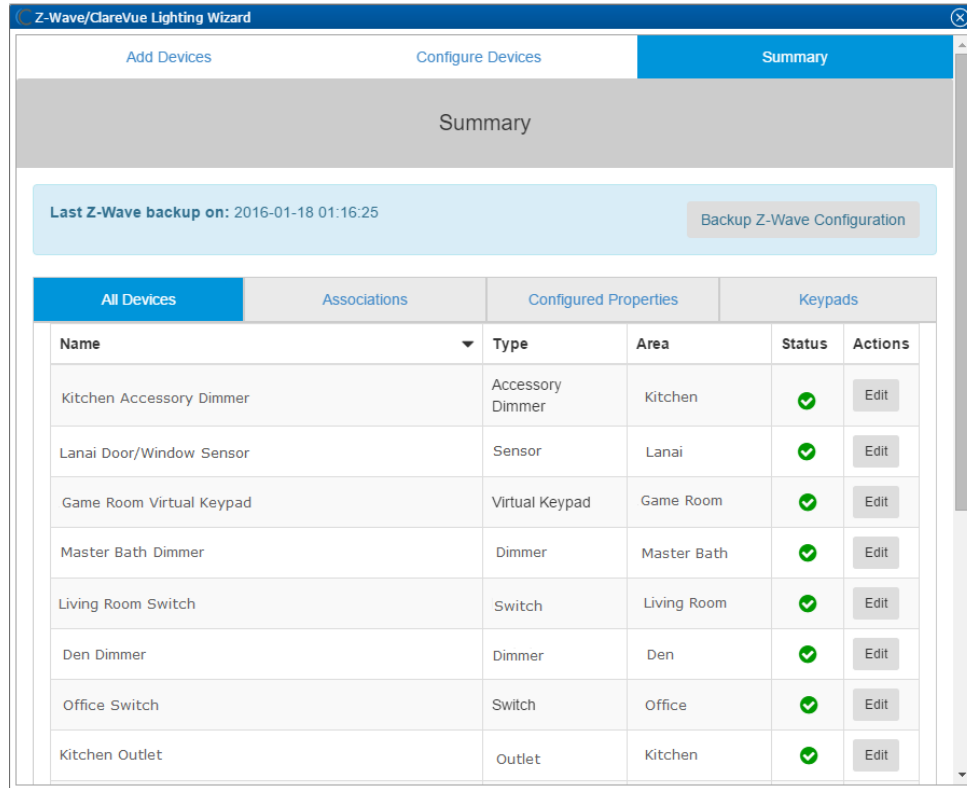 Z-Wave/ClareVue Lighting Wizard
Add Devices Configure Devices Summary
Summary
Last Z-Wave backup on: 2016-01-18 01:16:25 Backup Z-Wave Configuration
All Devices Associations Configured Properties Keypads
Name Type Area Status Actions
Kitchen Accessory Dimmer Accessory Dimmer Kitchen Edit
Lanai Door/Window Sensor Sensor Lanai Edit
Game Room Virtual Keypad Virtual Keypad Game Room Edit
Master Bath Dimmer Dimmer Master Bath Edit
Living Room Switch Switch Living Room Edit
Den Dimmer Dimmer Den Edit
Office Switch Switch Office Edit
Kitchen Outlet Outlet Kitchen Edit